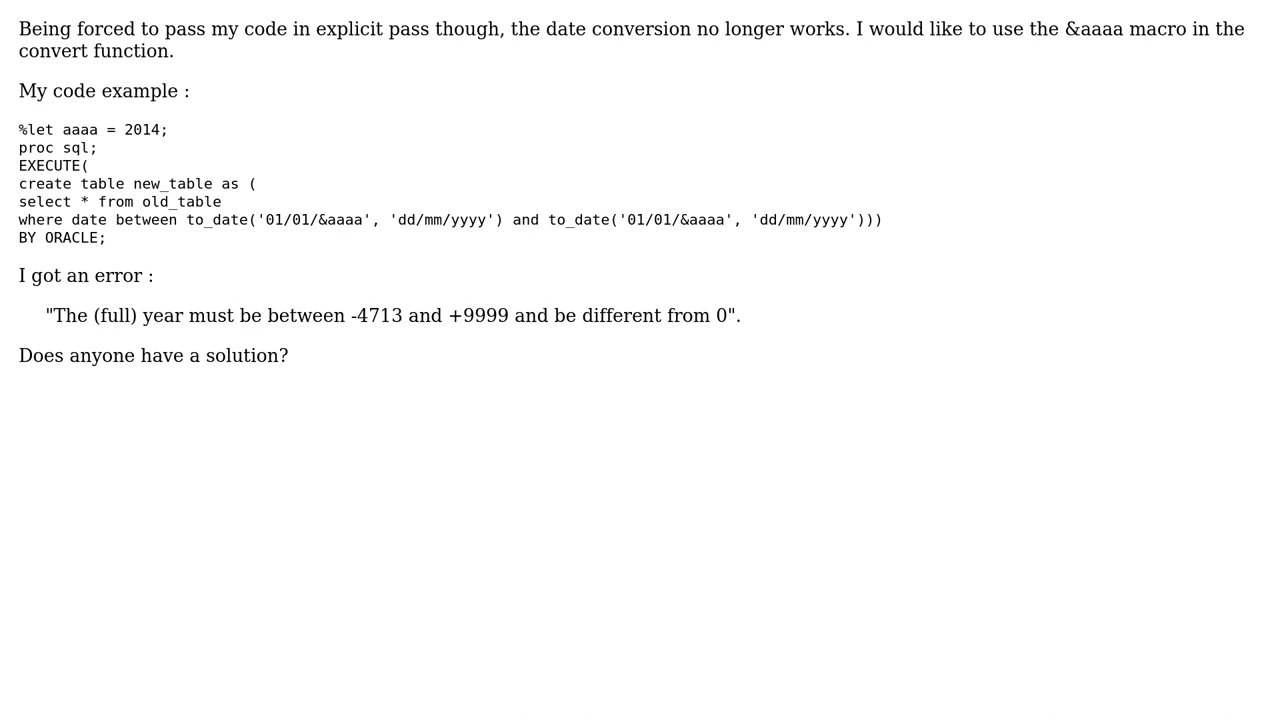 Being forced to pass my code in explicit pass though, the date conversion no longer works. I would like to use the &aaaa macro in the
convert function.
My code example :
%let aaaa = 2014;
proc sql;
EXECUTE(
create table new_table as (
select * from old_table
where date between to_date('01/01/&aaaa', 'dd/mm/yyyy') and to_date('01/01/&aaaa', 'dd/mm/yyyy')))
BY ORACLE;
I got an error :
"The (full) year must be between -4713 and +9999 and be different from 0".
Does anyone have a solution?